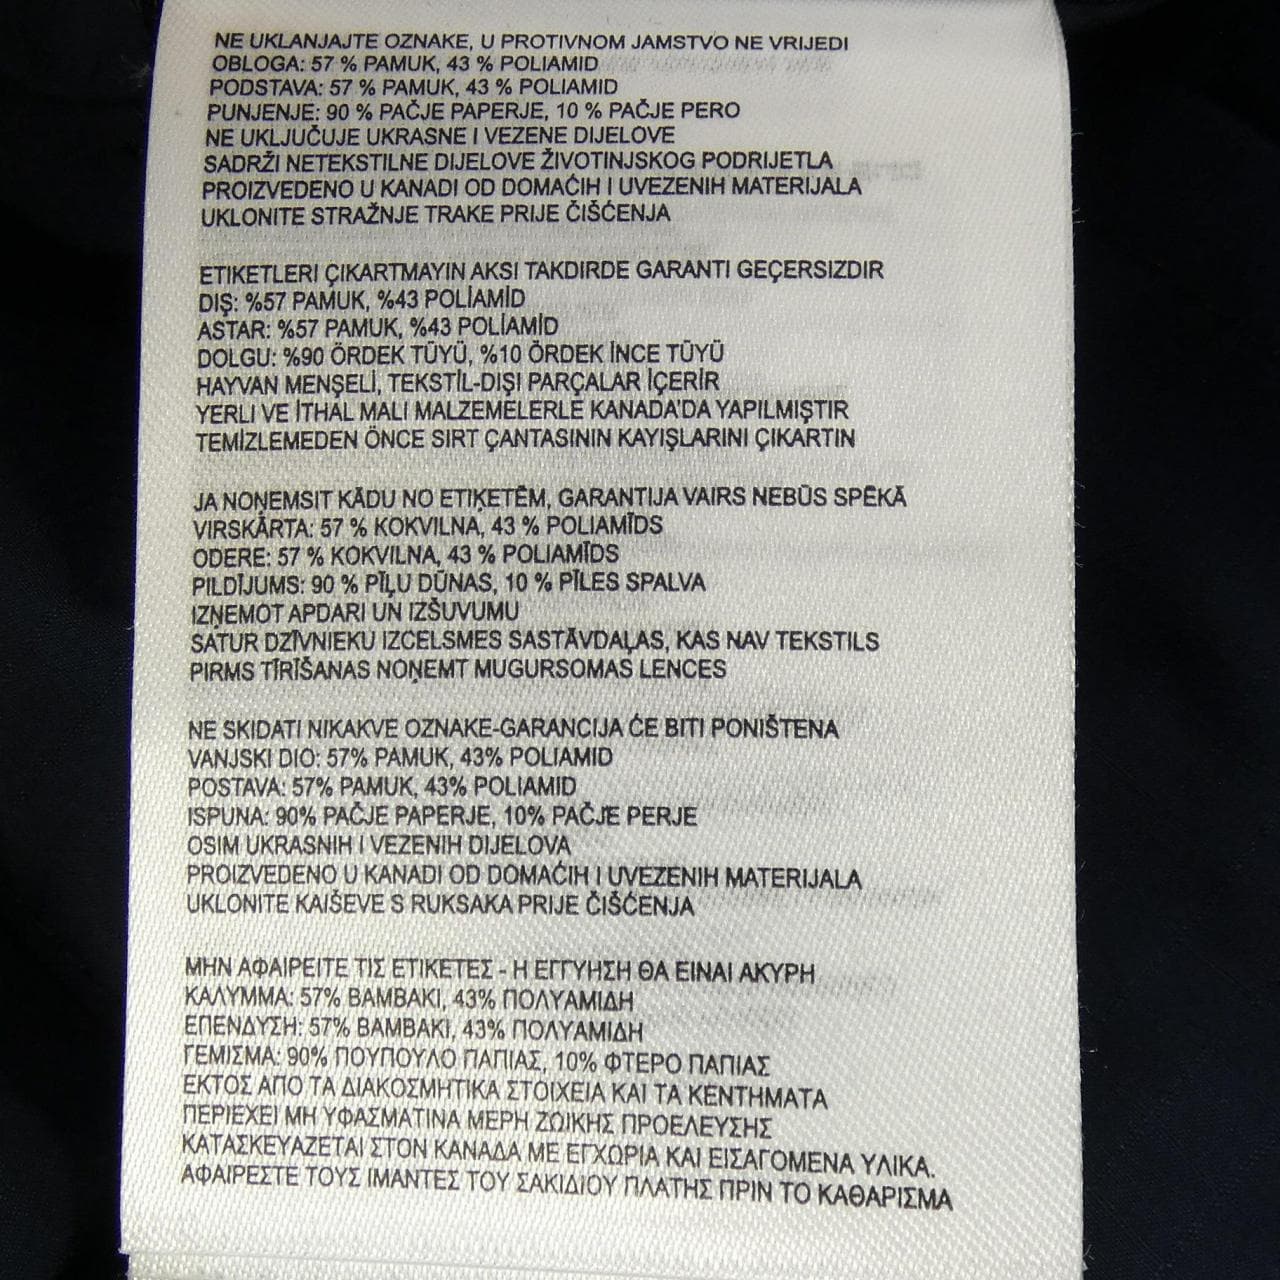 NE UKLANJAJTE OZNAKE, U PROTIVNOM JAMSTVO NE VRIJEDI
OBLOGA: 57 % PAMUK, 43 % POLIAMID
PODSTAVA: 57 % PAMUK, 43 % POLIAMID
PUNJENJE: 90 % PAČJE PAPERJE, 10 % PAČJE PERO
NE UKLJUČUJE UKRASNE I VEZENE DIJELOVE
SADRŽI NETEKSTILNE DIJELOVE ŽIVOTINJSKOG PODRIJETLA
PROIZVEDENO U KANADI OD DOMAĆIH I UVEZENIH MATERIJALA
UKLONITE STRAŽNJE TRAKE PRIJE ČIŠĆENJA
ETIKETLERI ÇIKARTMAYIN AKSI TAKDIRDE GARANTI GEÇERSIZDIR
DIŞ: %57 PAMUK, %43 POLİAMİD
ASTAR: %57 PAMUK, %43 POLİAMİD
DOLGU: %90 ÖRDEK TÜYÜ, %10 ÖRDEK İNCE TÜYÜ
HAYVAN MENŞELİ, TEKSTİL-DIŞI PARÇALAR İÇERİR
YERLI VE İTHAL MALI MALZEMELERLE KANADA'DA YAPILMIŞTIR
TEMİZLEMEDEN ÖNCE SIRT ÇANTASININ KAYIŞLARINI ÇIKARTIN
JA NOŅEMSIT KĀDU NO ETIĶETĒM, GARANTIJA VAIRS NEBŪS SPĒKĀ
VIRSKĀRTA: 57 % KOKVILNA, 43 % POLIAMĪDS
ODERE: 57 % KOKVILNA, 43 % POLIAMĪDS
PILDĪJUMS: 90 % PĪĻU DŪNAS, 10 % PĪLES SPALVA
IZŅEMOT APDARI UN IZŠUVUMU
SATUR DZĪVNIEKU IZCELSMES SASTĀVDAĻAS, KAS NAV TEKSTILS
PIRMS TĪRĪŠANAS NOŅEMT MUGURSOMAS LENCES
NE SKIDATI NIKAKVE OZNAKE-GARANCIJA ĆE BITI PONIŠTENA
VANJSKI DIO: 57% PAMUK, 43% POLIAMID
POSTAVA: 57% PAMUK, 43% POLIAMID
ISPUNA: 90% PAČJE PAPERJE, 10% PAČJE PERJE
OSIM UKRASNIH I VEZENIH DIJELOVA
PROIZVEDENO U KANADI OD DOMAĆIH I UVEZENIH MATERIJALA
UKLONITE KAIŠEVE S RUKSAKA PRIJE ČIŠĆENJA
ΜΗΝ ΑΦΑΙΡΕΙΤΕ ΤΙΣ ΕΤΙΚΕΤΕΣ - Η ΕΓΓΥΗΣΗ ΘΑ ΕΙΝΑΙ ΑΚΥΡΗ
ΚΑΛΥΜΜΑ: 57% ΒΑΜΒΑΚΙ, 43% ΠΟΛΥΑΜΙΔΗ
ΕΠΕΝΔΥΣΗ: 57% ΒΑΜΒΑΚΙ, 43% ΠΟΛΥΑΜΙΔΗ
ΓΕΜΙΣΜΑ: 90% ΠΟΥΠΟΥΛΟ ΠΑΠΙΑΣ, 10% ΦΤΕΡΟ ΠΑΠΙΑΣ
ΕΚΤΟΣ ΑΠΟ ΤΑ ΔΙΑΚΟΣΜΗΤΙΚΑ ΣΤΟΙΧΕΙΑ ΚΑΙ ΤΑ ΚΕΝΤΗΜΑΤΑ
ΠΕΡΙΕΧΕΙ ΜΗ ΥΦΑΣΜΑΤΙΝΑ ΜΕΡΗ ΖΩΙΚΗΣ ΠΡΟΕΛΕΥΣΗΣ
ΚΑΤΑΣΚΕΥΑΖΕΤΑΙ ΣΤΟΝ ΚΑΝΑΔΑ ΜΕ ΕΓΧΩΡΙΑ ΚΑΙ ΕΙΣΑΓΟΜΕΝΑ ΥΛΙΚΑ.
ΑΦΑΙΡΕΣΤΕ ΤΟΥΣ ΙΜΑΝΤΕΣ ΤΟΥ ΣΑΚΙΔΙΟΥ ΠΛΑΤΗΣ ΠΡΙΝ ΤΟ ΚΑΘΑΡΙΣΜΑ